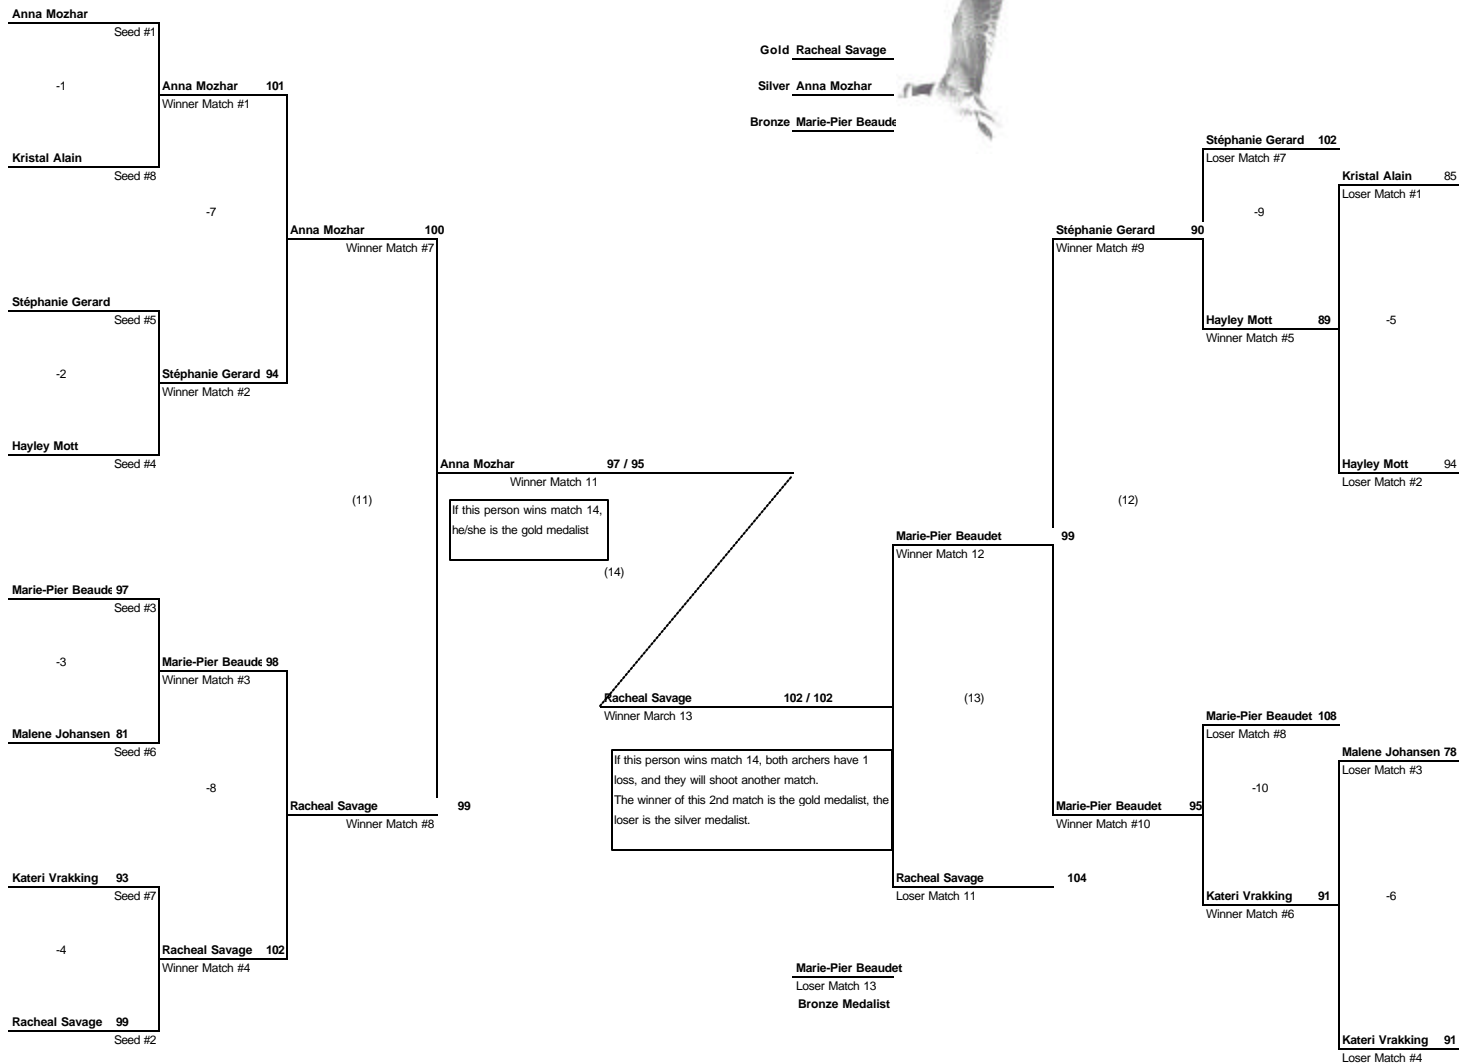 Anna Mozhar
Seed #1
-1
Anna Mozhar 101
Winner Match #1
Kristal Alain
Seed #8
-7
Anna Mozhar 100
Winner Match #7
Stéphanie Gerard
Seed #5
-2
Stéphanie Gerard 94
Winner Match #2
Hayley Mott
Seed #4
(11)
Anna Mozhar 97 / 95
Winner Match 11
If this person wins match 14,
he/she is the gold medalist
(14)
Marie-Pier Beaude 97
Seed #3
-3
Marie-Pier Beaude 98
Winner Match #3
Malene Johansen 81
Seed #6
-8
Racheal Savage 99
Winner Match #8
Kateri Vrakking 93
Seed #7
-4
Racheal Savage 102
Winner Match #4
Racheal Savage 99
Seed #2
Gold Racheal Savage
Silver Anna Mozhar
Bronze Marie-Pier Beaude
Racheal Savage 102 / 102
Winner March 13
If this person wins match 14, both archers have 1
loss, and they will shoot another match.
The winner of this 2nd match is the gold medalist, the
loser is the silver medalist.
Marie-Pier Beaudet 99
Winner Match 12
(13)
Racheal Savage 104
Loser Match 11
Marie-Pier Beaudet
Loser Match 13
Bronze Medalist
Stéphanie Gerard 102
Loser Match #7
Kristal Alain 85
Loser Match #1
-9
Stéphanie Gerard 90
Winner Match #9
Hayley Mott 89
Winner Match #5
-5
Hayley Mott 94
Loser Match #2
(12)
Marie-Pier Beaudet 108
Loser Match #8
Malene Johansen 78
Loser Match #3
-10
Marie-Pier Beaudet 95
Winner Match #10
Kateri Vrakking 91
Winner Match #6
-6
Kateri Vrakking 91
Loser Match #4